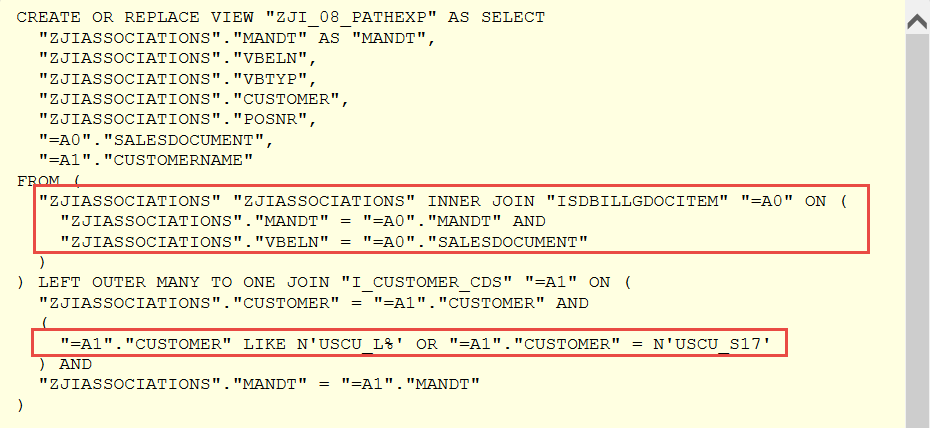 CREATE OR REPLACE VIEW "ZJI_08_PATHEXP" AS SELECT
"ZJIASSOCIATIONS"."MANDT" AS "MANDT",
"ZJIASSOCIATIONS"."VBELN",
"ZJIASSOCIATIONS"."VBTYP",
"ZJIASSOCIATIONS"."CUSTOMER",
"ZJIASSOCIATIONS"."POSNR",
"=A0"."SALESDOCUMENT",
"=A1"."CUSTOMERNAME"
FROM (
"ZJIASSOCIATIONS" "ZJIASSOCIATIONS" INNER JOIN "ISDBILLGDOCITEM" "=A0" ON (
"ZJIASSOCIATIONS"."MANDT" = "=A0"."MANDT" AND
"ZJIASSOCIATIONS"."VBELN" = "=A0"."SALESDOCUMENT"
)
) LEFT OUTER MANY TO ONE JOIN "I_CUSTOMER_CDS" "=A1" ON (
"ZJIASSOCIATIONS"."CUSTOMER" = "=A1"."CUSTOMER" AND
(
"=A1"."CUSTOMER" LIKE N'USCU_L%' OR "=A1"."CUSTOMER" = N'USCU_S17'
) AND
"ZJIASSOCIATIONS"."MANDT" = "=A1"."MANDT"
)